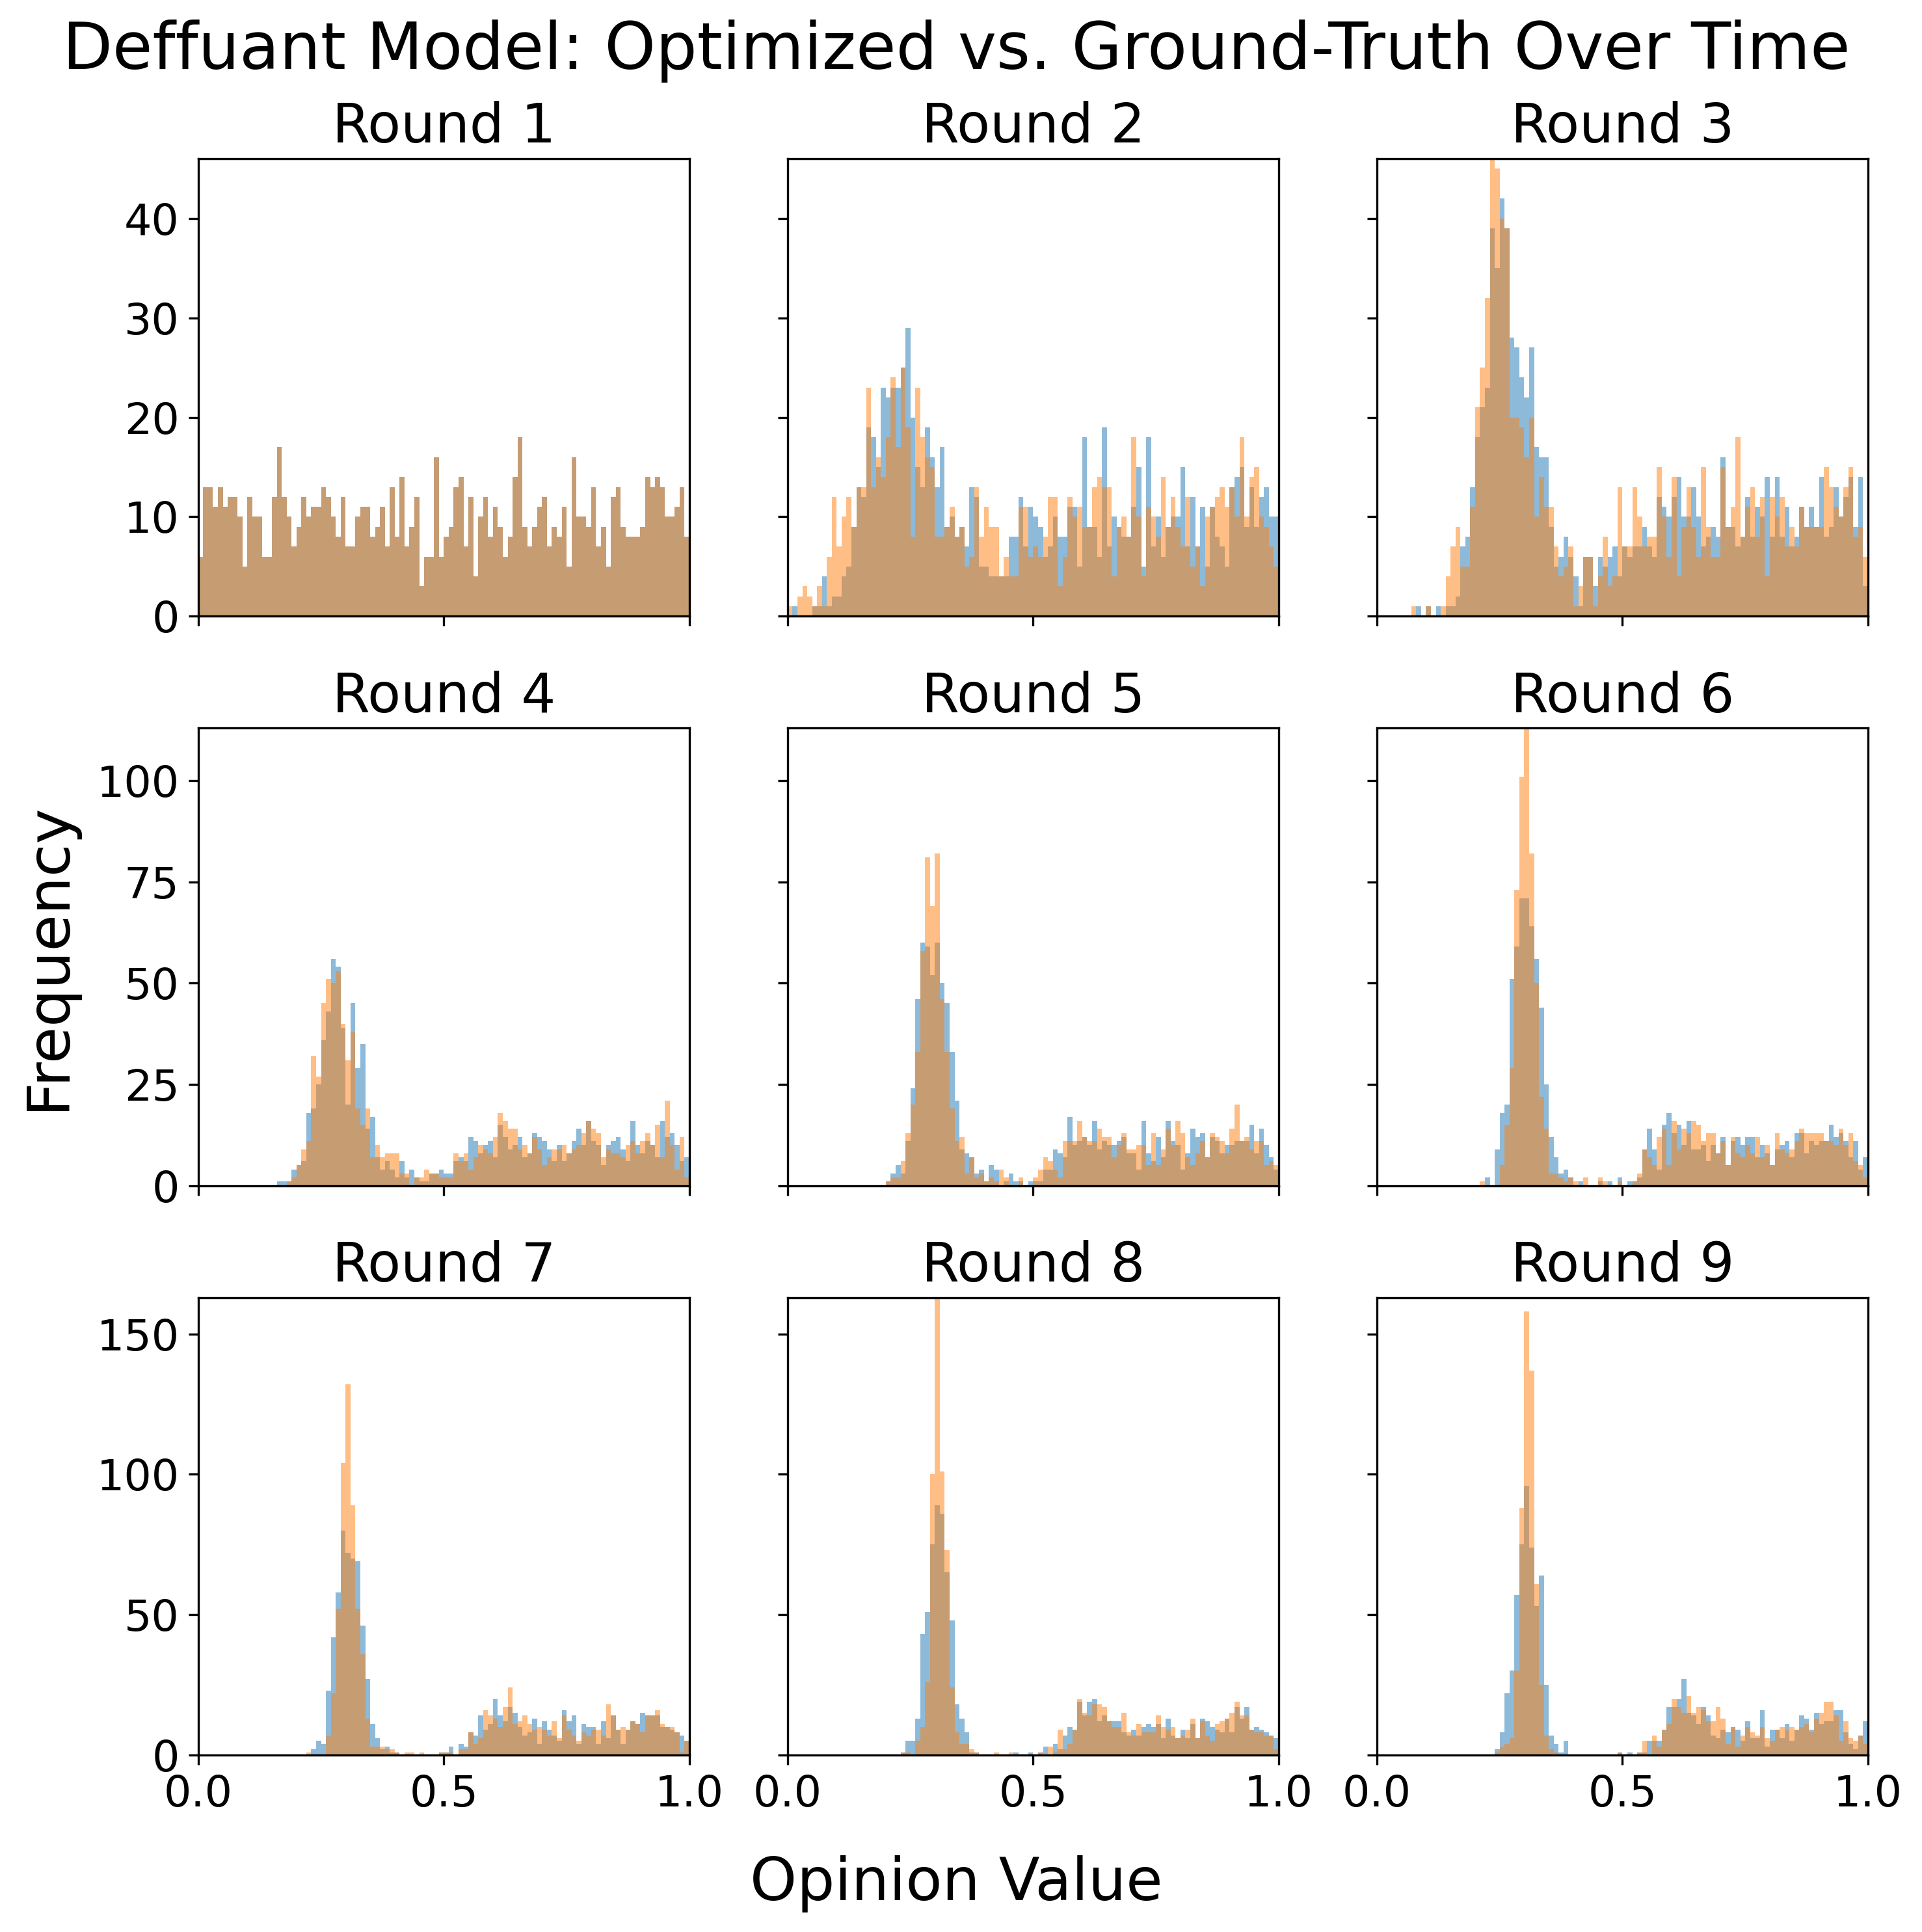 Deffuant Model: Optimized vs. Ground-Truth Over Time
Round 1
Round 2
Round 3
40
30
20
10
0
Round 4
Round 5
Round 6
100
75
50
25
0
Frequency
Round 7
Round 8
Round 9
150
100
50
0
0.0 0.5 1.0
0.0 0.5 1.0
0.0 0.5 1.0
Opinion Value